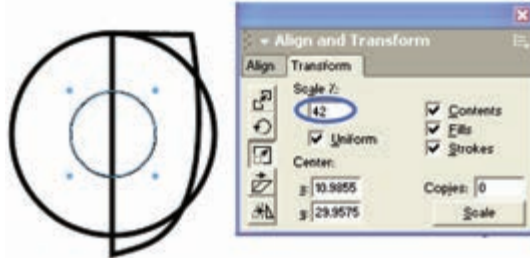 Align and Transform
Align Transform
Scale %:
42
Uniform
Contents
Fills
Strokes
Center:
10.9855
29.9575
Copies: 0
Scale